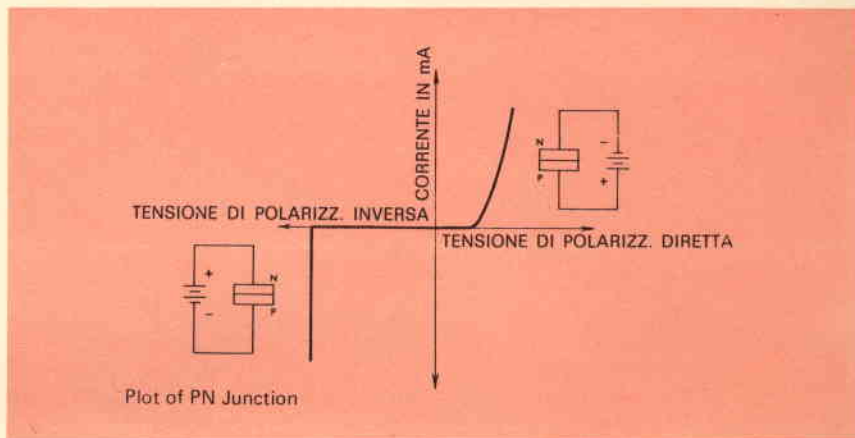 CORRENTE IN mA
N
P
-
+
TENSIONE DI POLARIZZ. INVERSA
TENSIONE DI POLARIZZ. DIRETTA
+
-
N
P
Plot of PN Junction